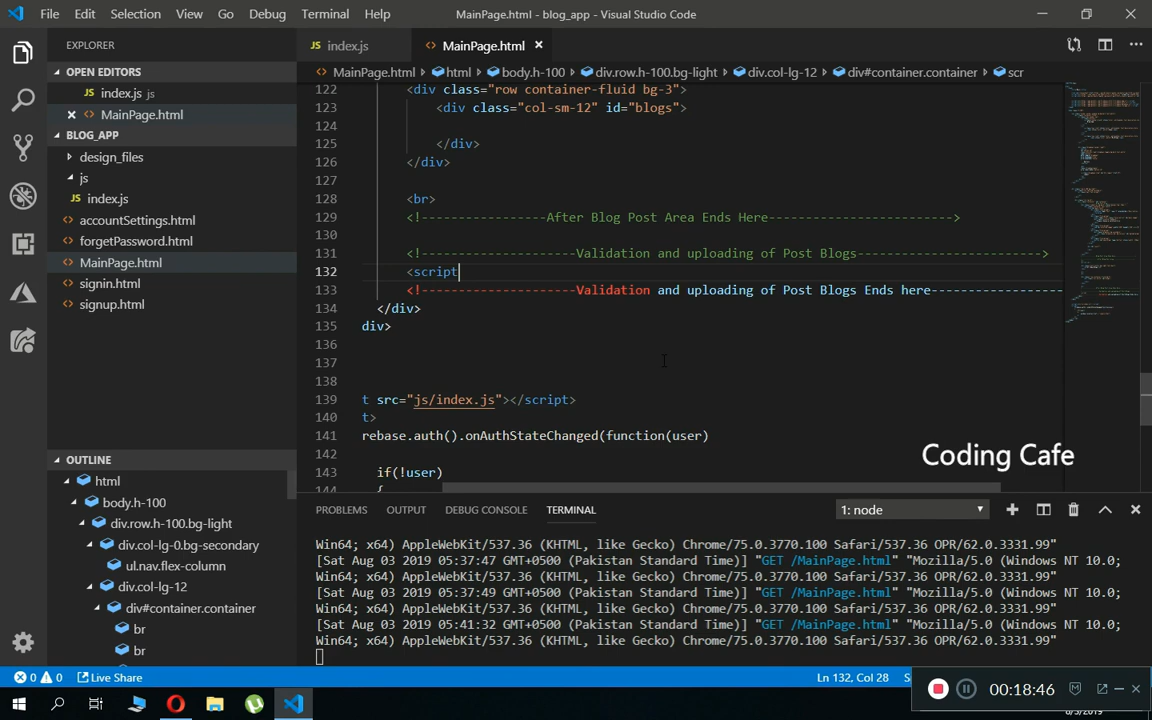 File Edit Selection View Go Debug Terminal Help MainPage.html - blog_app - Visual Studio Code
EXPLORER
JS index.js <> MainPage.html ×
OPEN EDITORS
<> MainPage.html › html › body.h-100 › div.row.h-100.bg-light › div.col-lg-12 › div#container.container › scr
JS index.js js
× <> MainPage.html
BLOG_APP
design_files
js
JS index.js
<> accountSettings.html
<> forgetPassword.html
<> MainPage.html
<> signin.html
<> signup.html
122 <div class="row container-fluid bg-3">
123 <div class="col-sm-12" id="blogs">
124
125 </div>
126 </div>
127
128 <br>
129 <!-----------------After Blog Post Area Ends Here------------------------->
130
131 <!---------------------Validation and uploading of Post Blogs----------------------------->
132 <script
133 <!---------------------Validation and uploading of Post Blogs Ends here------------------
134 </div>
135 div>
136
137
138
139 t src="js/index.js"></script>
140 t>
141 rebase.auth().onAuthStateChanged(function(user)
142
143 if(!user)
144 {
Coding Cafe
OUTLINE
html
body.h-100
div.row.h-100.bg-light
div.col-lg-0.bg-secondary
ul.nav.flex-column
div.col-lg-12
div#container.container
br
br
PROBLEMS OUTPUT DEBUG CONSOLE TERMINAL 1: node
Win64; x64) AppleWebKit/537.36 (KHTML, like Gecko) Chrome/75.0.3770.100 Safari/537.36 OPR/62.0.3331.99"
[Sat Aug 03 2019 05:37:47 GMT+0500 (Pakistan Standard Time)] "GET /MainPage.html" "Mozilla/5.0 (Windows NT 10.0;
Win64; x64) AppleWebKit/537.36 (KHTML, like Gecko) Chrome/75.0.3770.100 Safari/537.36 OPR/62.0.3331.99"
[Sat Aug 03 2019 05:37:49 GMT+0500 (Pakistan Standard Time)] "GET /MainPage.html" "Mozilla/5.0 (Windows NT 10.0;
Win64; x64) AppleWebKit/537.36 (KHTML, like Gecko) Chrome/75.0.3770.100 Safari/537.36 OPR/62.0.3331.99"
[Sat Aug 03 2019 05:41:32 GMT+0500 (Pakistan Standard Time)] "GET /MainPage.html" "Mozilla/5.0 (Windows NT 10.0;
Win64; x64) AppleWebKit/537.36 (KHTML, like Gecko) Chrome/75.0.3770.100 Safari/537.36 OPR/62.0.3331.99"
0 0 Live Share Ln 132, Col 28 S
00:18:46
8/3/2019